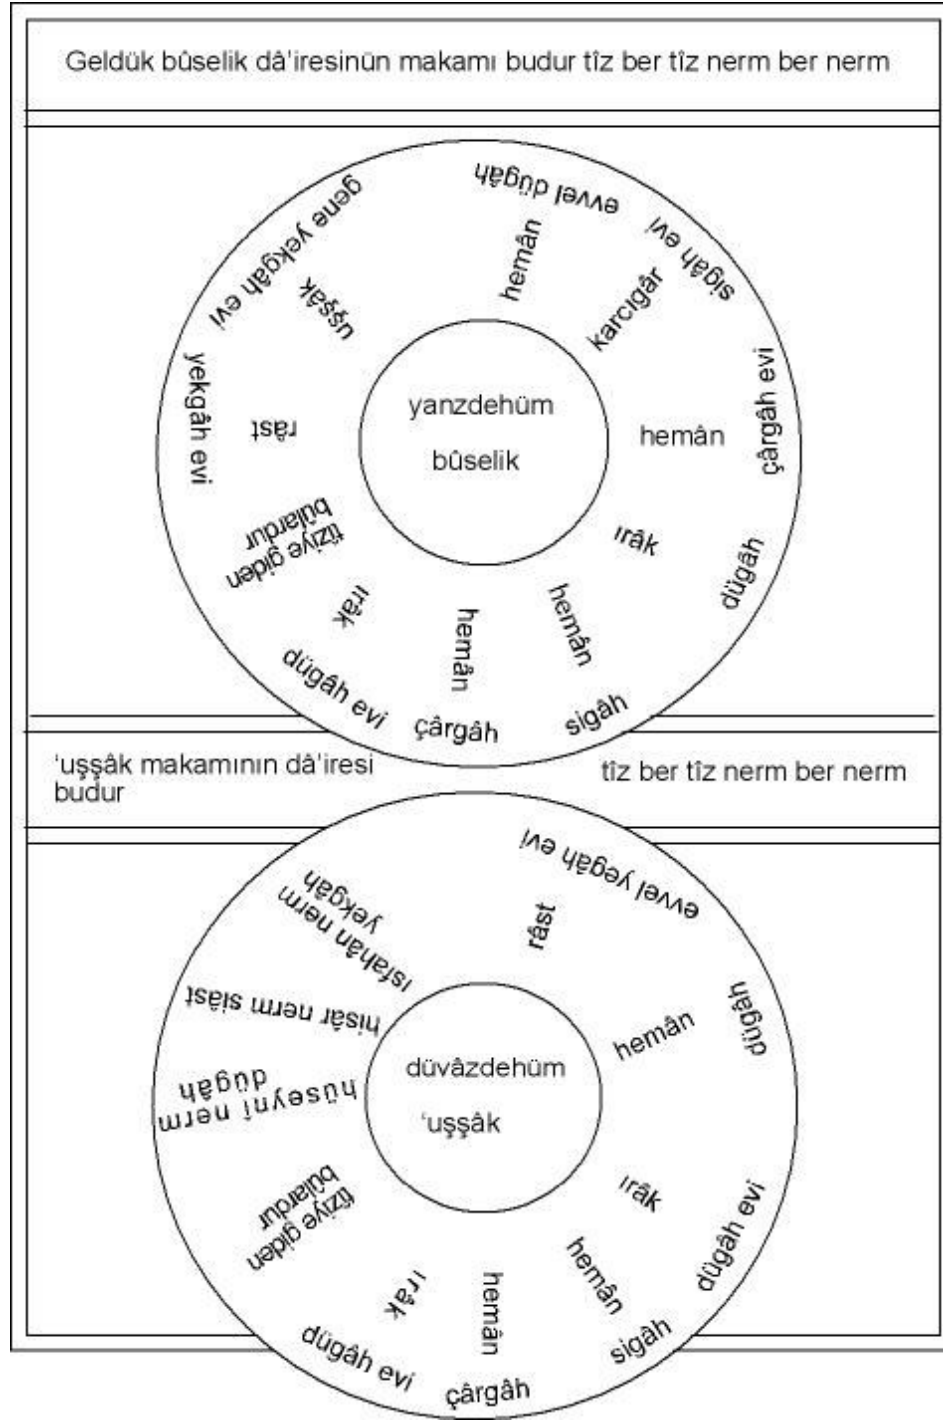 Geldük bûselik dâ'iresinün makamı budur tîz ber tîz nerm ber nerm
evvel dügâh
hemân
sigâh evi
karcıgâr
çârgâh evi
hemân
dügâh
ırâk
sigâh
hemân
çârgâh
hemân
dügâh evi
ırâk
tîziye giden
bûlardur
yekgâh evi
râst
gene yekgâh evi
uşşâk
yanzdehüm
bûselik
'uşşâk makamının dâ'iresi
budur
tîz ber tîz nerm ber nerm
evvel yegâh evi
râst
dügâh
hemân
dügâh evi
ırâk
sigâh
hemân
çârgâh
hemân
dügâh evi
ırâk
tîziye giden
bûlardur
hüseynî nerm
dügâh
hisâr nerm siâst
ısfahân nerm
yekgâh
düvâzdehüm
'uşşâk